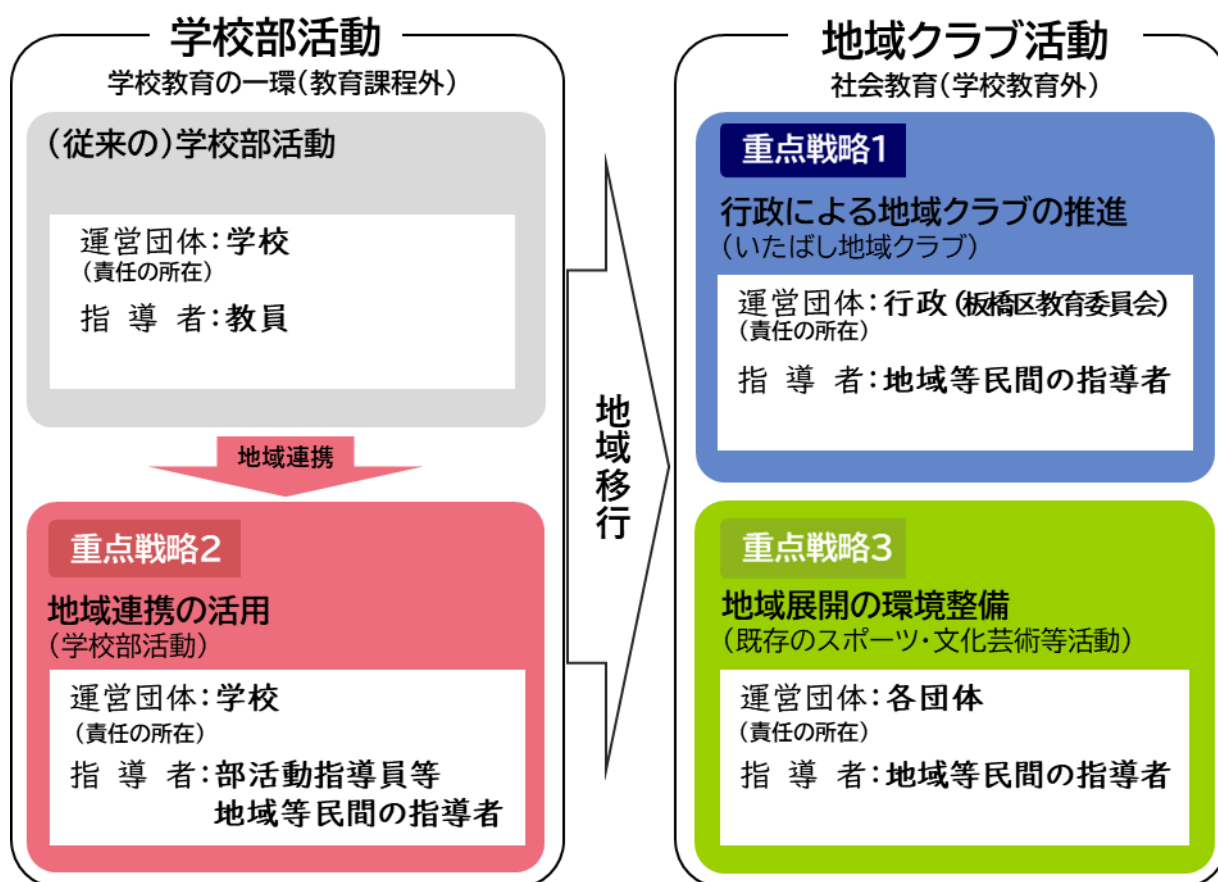 学校部活動
学校教育の一環(教育課程外)
(従来の)学校部活動
運営団体:学校
(責任の所在)
指 導 者:教員
地域連携
重点戦略2
地域連携の活用
(学校部活動)
運営団体:学校
(責任の所在)
指 導 者:部活動指導員等
地域等民間の指導者
地域移行
地域クラブ活動
社会教育(学校教育外)
重点戦略1
行政による地域クラブの推進
(いたばし地域クラブ)
運営団体:行政(板橋区教育委員会)
(責任の所在)
指 導 者:地域等民間の指導者
重点戦略3
地域展開の環境整備
(既存のスポーツ・文化芸術等活動)
運営団体:各団体
(責任の所在)
指 導 者:地域等民間の指導者